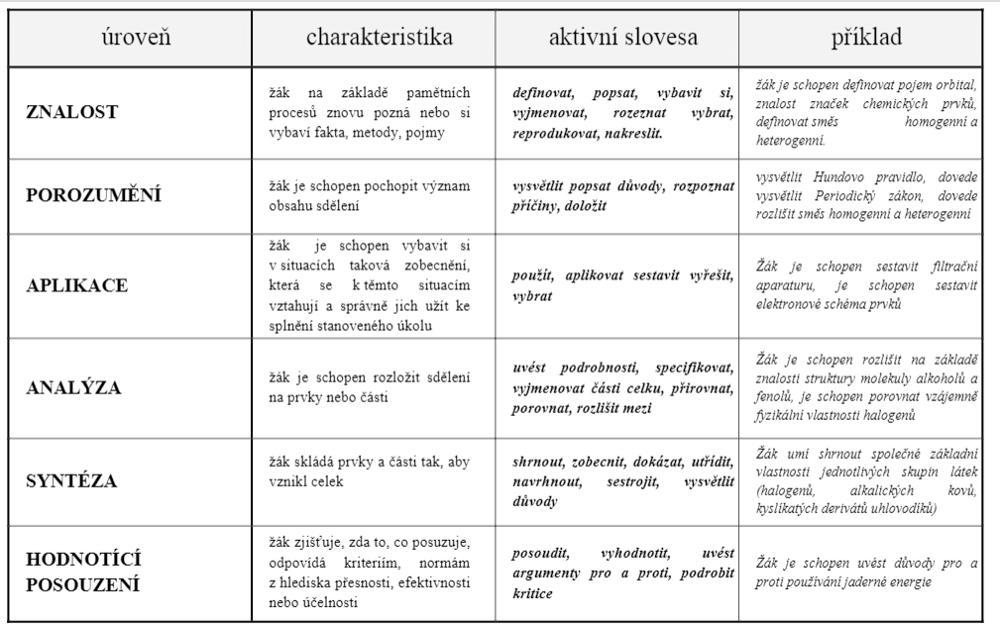 úroveň
charakteristika
aktivní slovesa
příklad
ZNALOST
žák na základě pamětních
procesů znovu pozná nebo si
vybaví fakta, metody, pojmy
definovat, popsat, vybavit si,
vyjmenovat, rozeznat vybrat,
reprodukovat, nakreslit.
žák je schopen definovat pojem orbital,
znalost značek chemických prvků,
definovat směs homogenní a
heterogenní.
POROZUMĚNÍ
žák je schopen pochopit význam
obsahu sdělení
vysvětlit popsat důvody, rozpoznat
příčiny, doložit
vysvětlit Hundovo pravidlo, dovede
vysvětlit Periodický zákon, dovede
rozlišit směs homogenní a heterogenní
APLIKACE
žák je schopen vybavit si
v situacích taková zobecnění,
která se k těmto situacím
vztahují a správně jich užít ke
splnění stanoveného úkolu
použít, aplikovat sestavit vyřešit,
vybrat
Žák je schopen sestavit filtrační
aparaturu, je schopen sestavit
elektronové schéma prvků
ANALÝZA
žák je schopen rozložit sdělení
na prvky nebo části
uvést podrobnosti, specifikovat,
vyjmenovat části celku, přirovnat,
porovnat, rozlišit mezi
Žák je schopen rozlišit na základě
znalosti struktury molekuly alkoholů a
fenolů, je schopen porovnat vzájemně
fyzikální vlastnosti halogenů
SYNTÉZA
žák skládá prvky a části tak, aby
vznikl celek
shrnout, zobecnit, dokázat, utřídit,
navrhnout, sestrojit, vysvětlit
důvody
Žák umí shrnout společné základní
vlastnosti jednotlivých skupin látek
(halogenů, alkalických kovů,
kyslíkatých derivátů uhlovodíků)
HODNOTÍCÍ
POSOUZENÍ
žák zjišťuje, zda to, co posuzuje,
odpovídá kriteriím, normám
z hlediska přesnosti, efektivnosti
nebo účelnosti
posoudit, vyhodnotit, uvést
argumenty pro a proti, podrobit
kritice
Žák je schopen uvést důvody pro a
proti používání jaderné energie